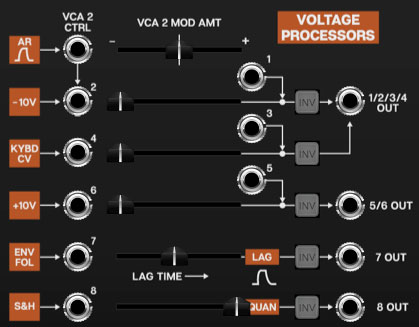 VCA 2
CTRL
VCA 2 MOD AMT
VOLTAGE
PROCESSORS
AR
- +
1
2
-10V
INV
1/2/3/4
OUT
3
4
KYBD
CV
INV
5
6
+10V
INV
5/6 OUT
7
ENV
FOL
LAG
INV
7 OUT
LAG TIME
8
S&H
QUAN
INV
8 OUT